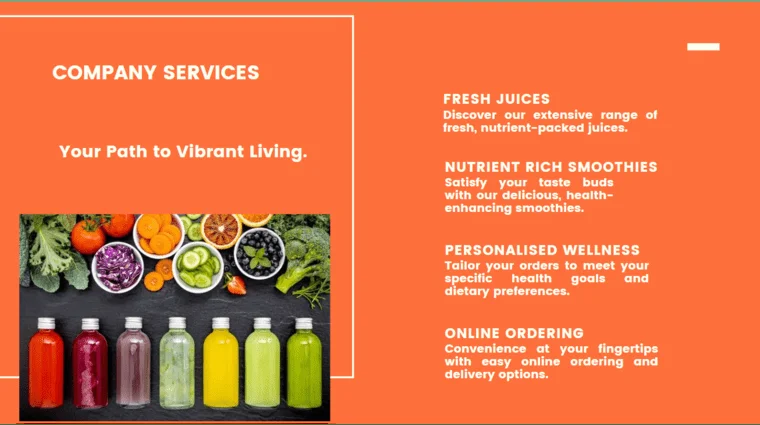 COMPANY SERVICES
Your Path to Vibrant Living.
FRESH JUICES
Discover our extensive range of
fresh, nutrient-packed juices.
NUTRIENT RICH SMOOTHIES
Satisfy your taste buds
with our delicious, health-
enhancing smoothies.
PERSONALISED WELLNESS
Tailor your orders to meet your
specific health goals and
dietary preferences.
ONLINE ORDERING
Convenience at your fingertips
with easy online ordering and
delivery options.